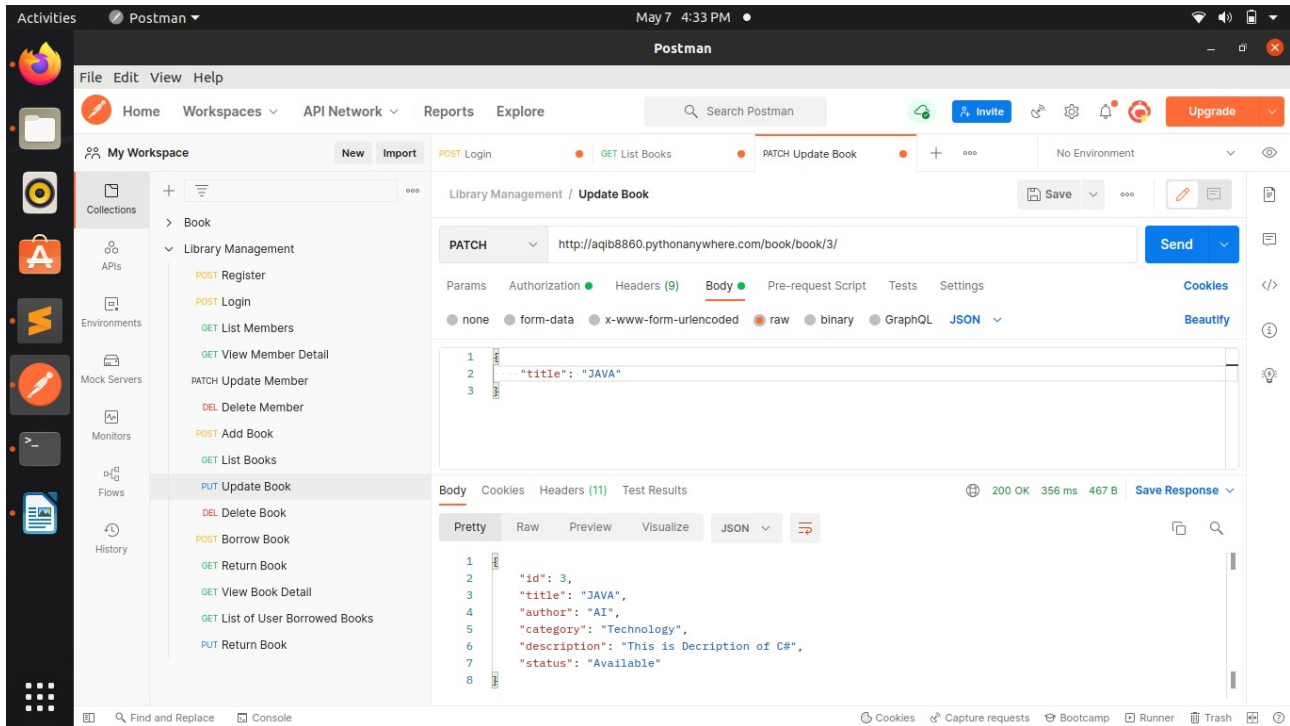 Activities Postman May 7 4:33 PM
Postman
File Edit View Help
Home Workspaces API Network Reports Explore Search Postman Invite Upgrade
My Workspace New Import POST Login GET List Books PATCH Update Book No Environment
Collections
APIs
Environments
Mock Servers
Monitors
Flows
History
Book
Library Management
POST Register
POST Login
GET List Members
GET View Member Detail
PATCH Update Member
DEL Delete Member
POST Add Book
GET List Books
PUT Update Book
DEL Delete Book
POST Borrow Book
GET Return Book
GET View Book Detail
GET List of User Borrowed Books
PUT Return Book
Library Management / Update Book Save
PATCH http://aqib8860.pythonanywhere.com/book/book/3/ Send
Params Authorization Headers (9) Body Pre-request Script Tests Settings Cookies
none form-data x-www-form-urlencoded raw binary GraphQL JSON Beautify
1 {
2 "title": "JAVA"
3 }
Body Cookies Headers (11) Test Results 200 OK 356 ms 467 B Save Response
Pretty Raw Preview Visualize JSON
1 {
2 "id": 3,
3 "title": "JAVA",
4 "author": "AI",
5 "category": "Technology",
6 "description": "This is Decription of C#",
7 "status": "Available"
8 }
Find and Replace Console Cookies Capture requests Bootcamp Runner Trash